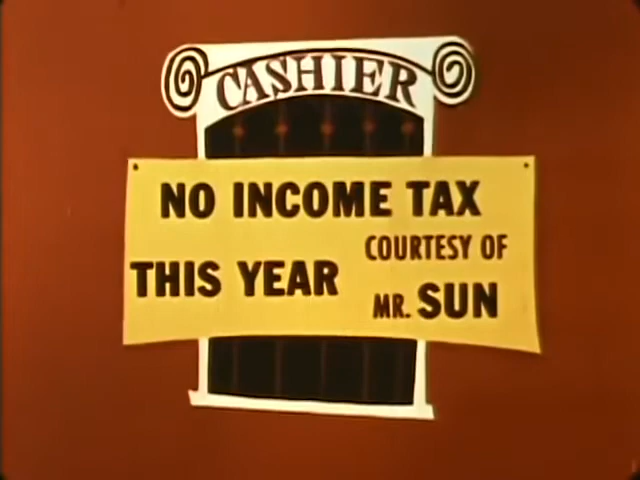 CASHIER
NO INCOME TAX
THIS YEAR
COURTESY OF
MR. SUN